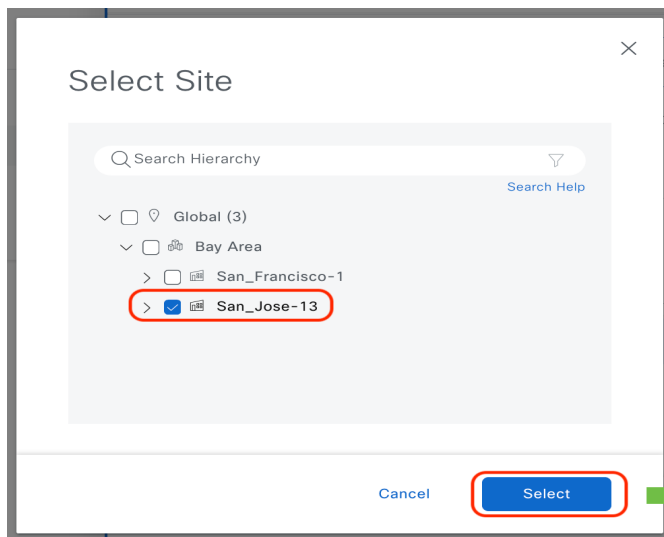 Select Site
Search Hierarchy
Search Help
Global (3)
Bay Area
San_Francisco-1
San_Jose-13
Cancel
Select